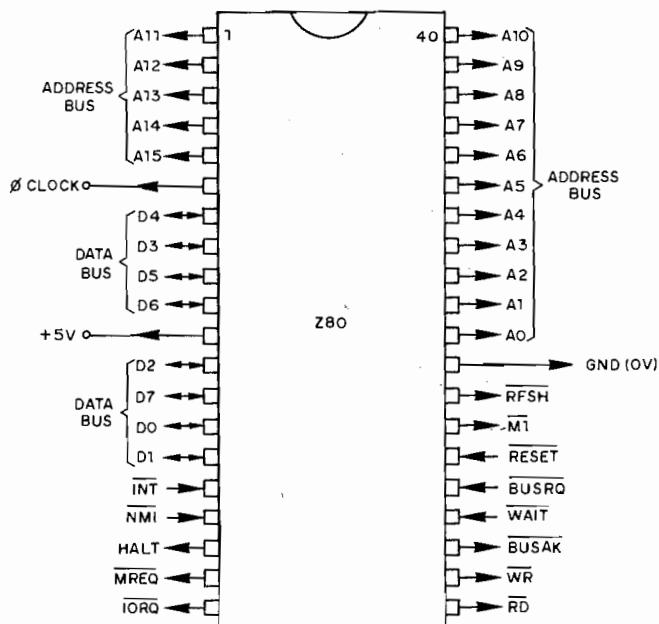 1
40
A11
A12
A13
A14
A15
ADDRESS
BUS
Ø CLOCK
D4
D3
D5
D6
DATA
BUS
+5V
D2
D7
D0
D1
DATA
BUS
INT
NMI
HALT
MREQ
IORQ
Z80
A10
A9
A8
A7
A6
A5
A4
A3
A2
A1
A0
ADDRESS
BUS
GND (0V)
RFSH
M1
RESET
BUSRQ
WAIT
BUSAK
WR
RD